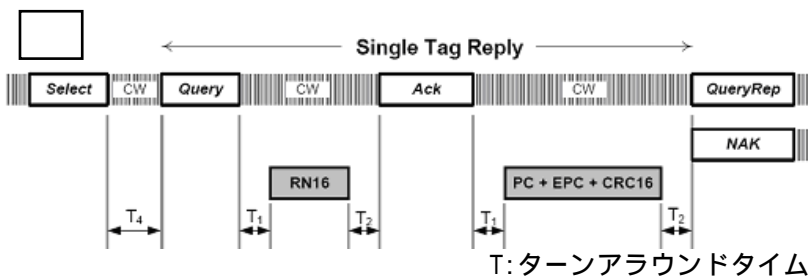 Single Tag Reply
Select CW Query CW Ack CW QueryRep
NAK
RN16 PC + EPC + CRC16
T4 T1 T2 T1 T2
T:ターンアラウンドタイム